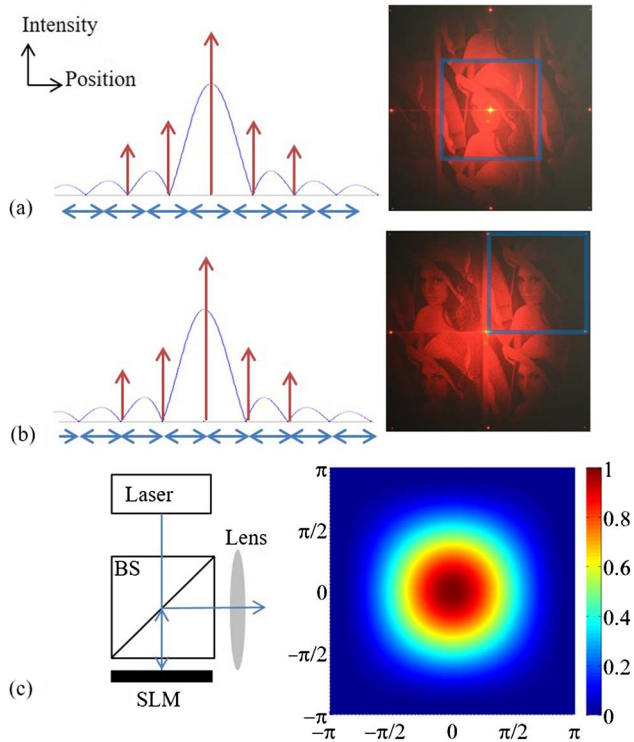 Intensity
Position
(a)
(b)
Laser
Lens
BS
SLM
(c)
π
π/2
0
−π/2
−π
−π −π/2 0 π/2 π
1
0.8
0.6
0.4
0.2
0